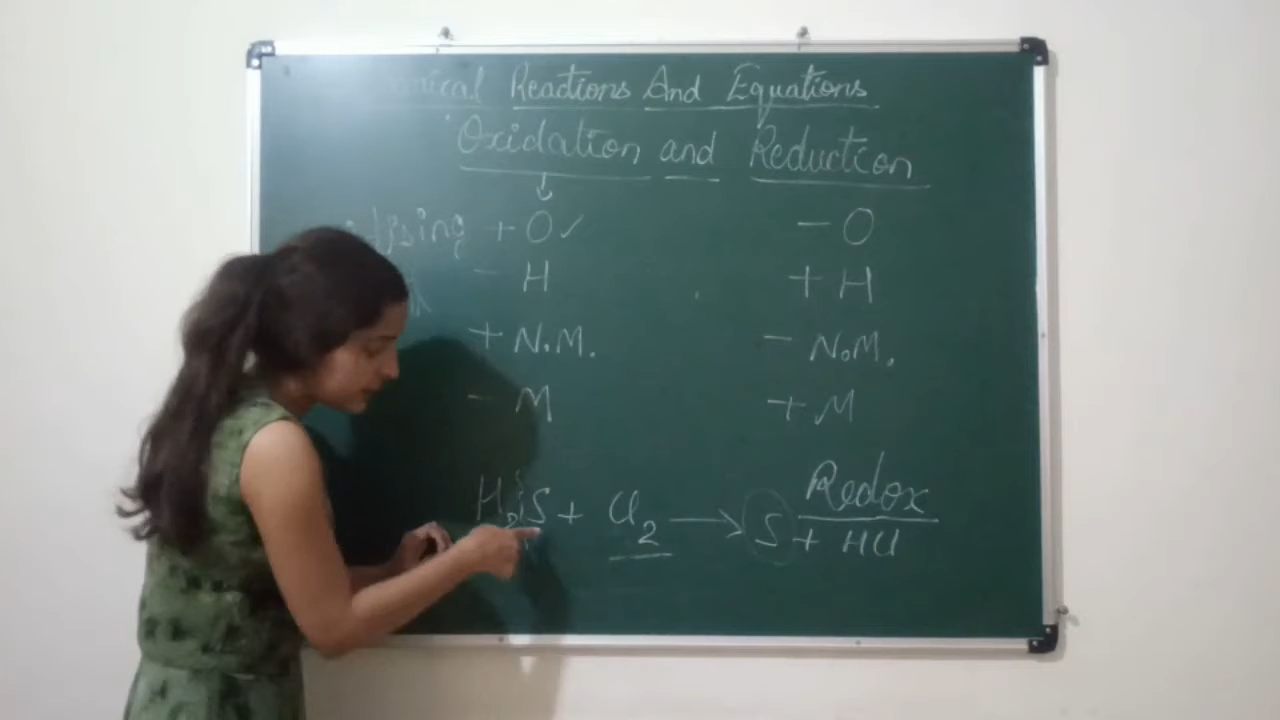 Reactions And Equations
Oxidation and Reduction
+ O ✓ - O
- H + H
+ N.M. - N.M.
- M + M
Redox
H₂S + Cl₂ → S + HCl